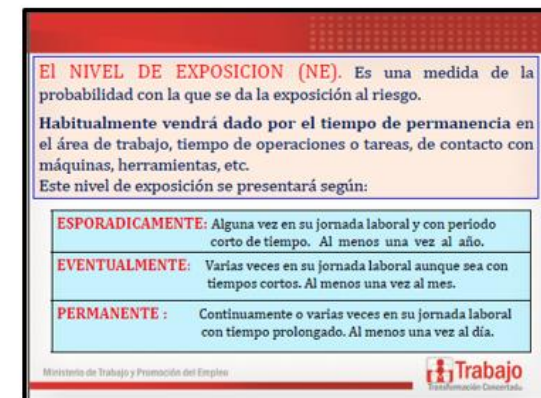 El NIVEL DE EXPOSICION (NE). Es una medida de la
probabilidad con la que se da la exposición al riesgo.
Habitualmente vendrá dado por el tiempo de permanencia en
el área de trabajo, tiempo de operaciones o tareas, de contacto con
máquinas, herramientas, etc.
Este nivel de exposición se presentará según:
ESPORADICAMENTE: Alguna vez en su jornada laboral y con periodo
corto de tiempo. Al menos una vez al año.
EVENTUALMENTE: Varias veces en su jornada laboral aunque sea con
tiempos cortos. Al menos una vez al mes.
PERMANENTE : Continuamente o varias veces en su jornada laboral
con tiempo prolongado. Al menos una vez al día.
Ministerio de Trabajo y Promoción del Empleo
Trabajo
Transformación Concertada